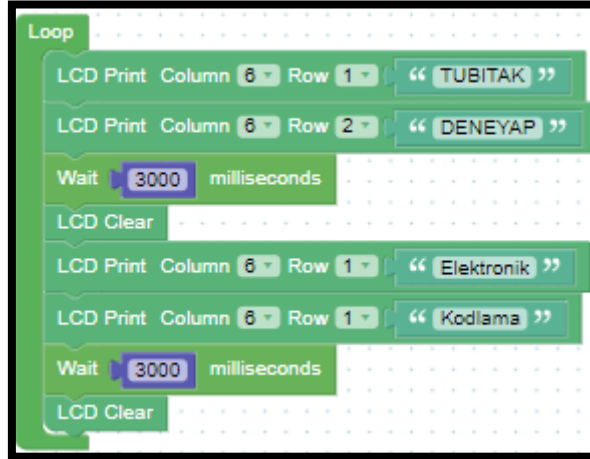 Loop
LCD Print Column 6 Row 1 “ TUBITAK ”
LCD Print Column 6 Row 2 “ DENEYAP ”
Wait 3000 milliseconds
LCD Clear
LCD Print Column 6 Row 1 “ Elektronik ”
LCD Print Column 6 Row 1 “ Kodlama ”
Wait 3000 milliseconds
LCD Clear